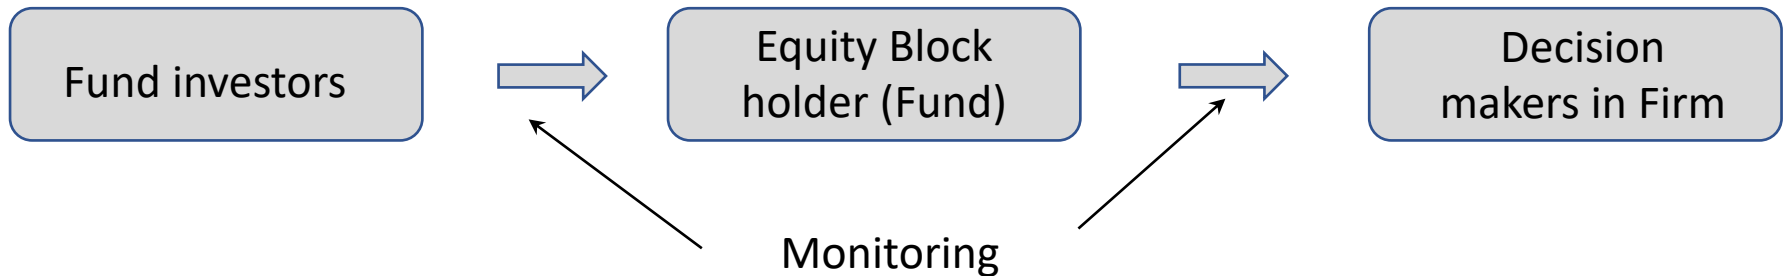 Fund investors
Equity Block
holder (Fund)
Decision
makers in Firm
Monitoring